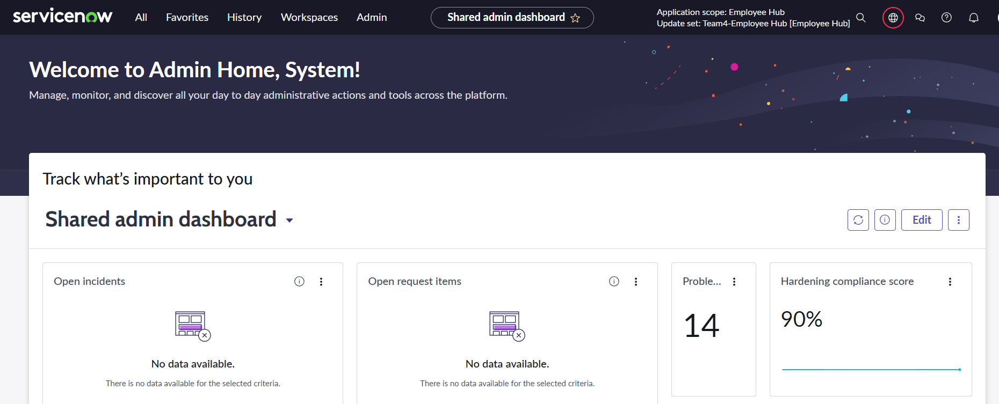 servicenow All Favorites History Workspaces Admin Shared admin dashboard Application scope: Employee Hub
Update set: Team4-Employee Hub [Employee Hub]
Welcome to Admin Home, System!
Manage, monitor, and discover all your day to day administrative actions and tools across the platform.
Track what's important to you
Shared admin dashboard Edit
Open incidents Open request items Proble... Hardening compliance score
14 90%
No data available. No data available.
There is no data available for the selected criteria. There is no data available for the selected criteria.